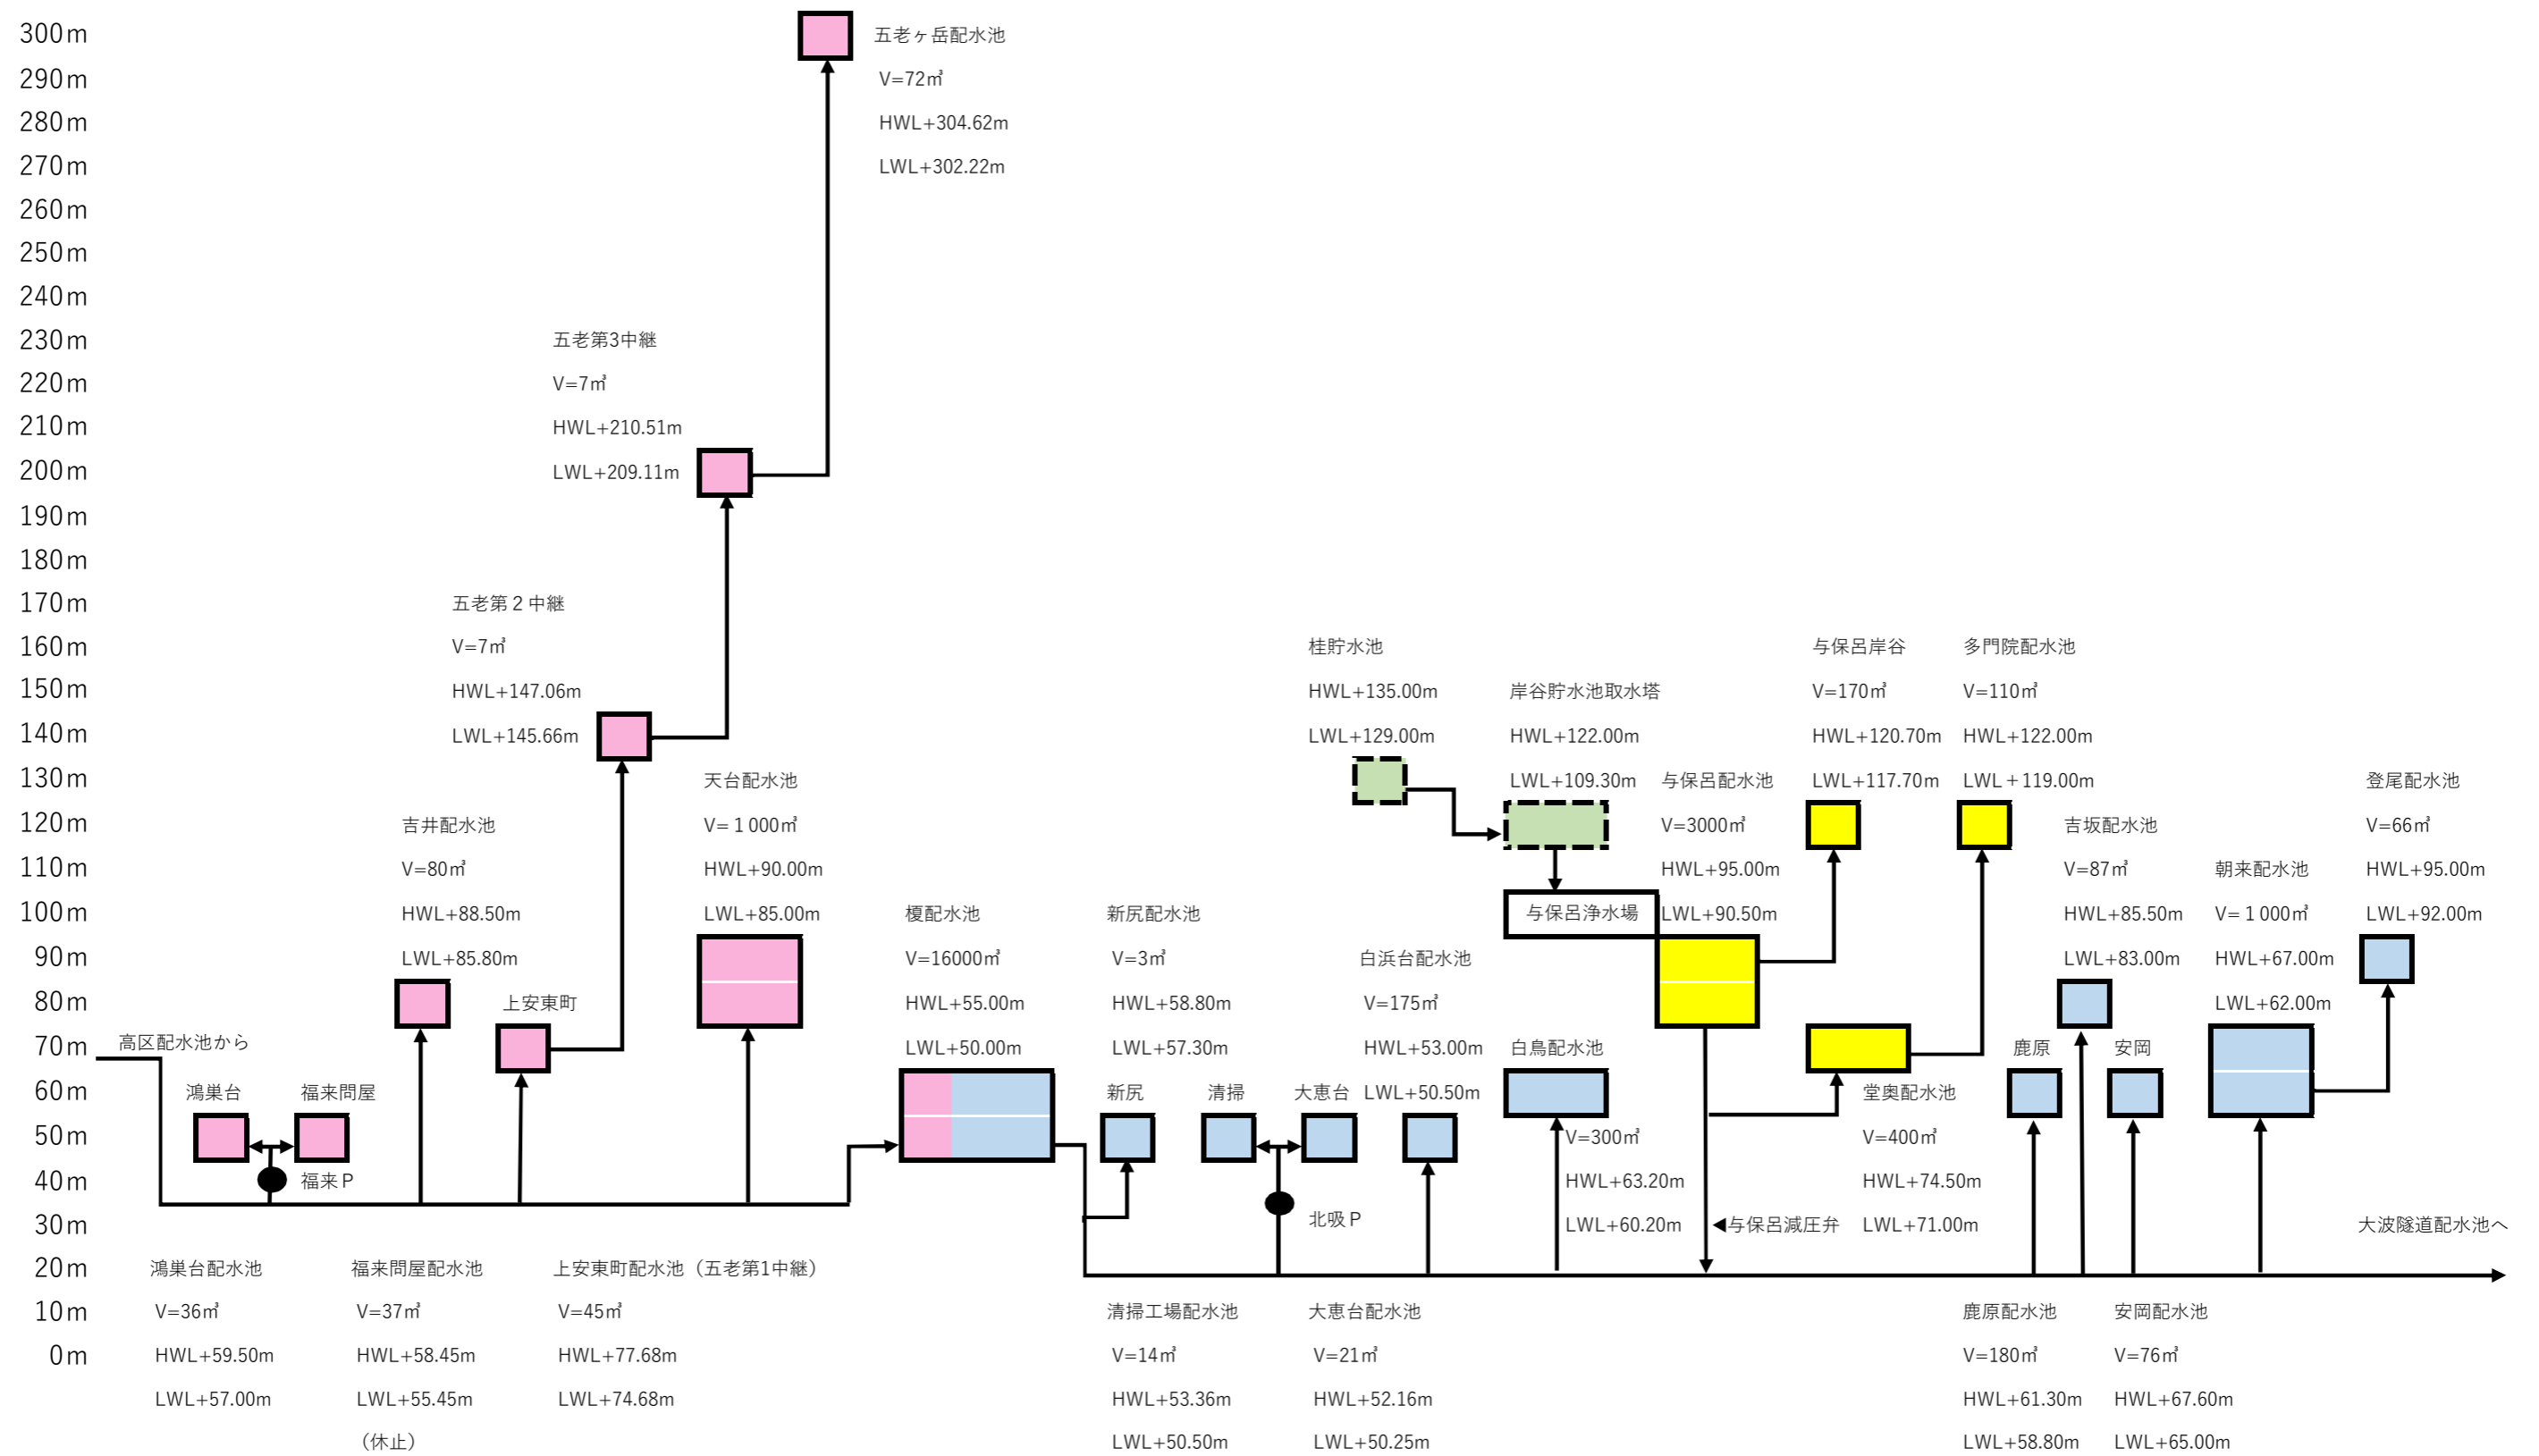 300m
290m
280m
270m
260m
250m
240m
230m
220m
210m
200m
190m
180m
170m
160m
150m
140m
130m
120m
110m
100m
90m
80m
70m
60m
50m
40m
30m
20m
10m
0m
五老ヶ岳配水池
V=72㎥
HWL+304.62m
LWL+302.22m
五老第3中継
V=7㎥
HWL+210.51m
LWL+209.11m
五老第２中継
V=7㎥
HWL+147.06m
LWL+145.66m
吉井配水池
V=80㎥
HWL+88.50m
LWL+85.80m
上安東町
天台配水池
V=１000㎥
HWL+90.00m
LWL+85.00m
高区配水池から
鴻巣台
福来問屋
福来Ｐ
榎配水池
V=16000㎥
HWL+55.00m
LWL+50.00m
新尻配水池
V=3㎥
HWL+58.80m
LWL+57.30m
新尻
清掃
大恵台
北吸Ｐ
白浜台配水池
V=175㎥
HWL+53.00m
LWL+50.50m
桂貯水池
HWL+135.00m
LWL+129.00m
岸谷貯水池取水塔
HWL+122.00m
LWL+109.30m
与保呂浄水場
与保呂配水池
V=3000㎥
HWL+95.00m
LWL+90.50m
与保呂岸谷
V=170㎥
HWL+120.70m
LWL+117.70m
多門院配水池
V=110㎥
HWL+122.00m
LWL＋119.00m
白鳥配水池
V=300㎥
HWL+63.20m
LWL+60.20m
◀与保呂減圧弁
堂奥配水池
V=400㎥
HWL+74.50m
LWL+71.00m
吉坂配水池
V=87㎥
HWL+85.50m
LWL+83.00m
鹿原
安岡
朝来配水池
V=１000㎥
HWL+67.00m
LWL+62.00m
登尾配水池
V=66㎥
HWL+95.00m
LWL+92.00m
大波隧道配水池へ
鴻巣台配水池
V=36㎥
HWL+59.50m
LWL+57.00m
福来問屋配水池
V=37㎥
HWL+58.45m
LWL+55.45m
（休止）
上安東町配水池（五老第1中継）
V=45㎥
HWL+77.68m
LWL+74.68m
清掃工場配水池
V=14㎥
HWL+53.36m
LWL+50.50m
大恵台配水池
V=21㎥
HWL+52.16m
LWL+50.25m
鹿原配水池
V=180㎥
HWL+61.30m
LWL+58.80m
安岡配水池
V=76㎥
HWL+67.60m
LWL+65.00m